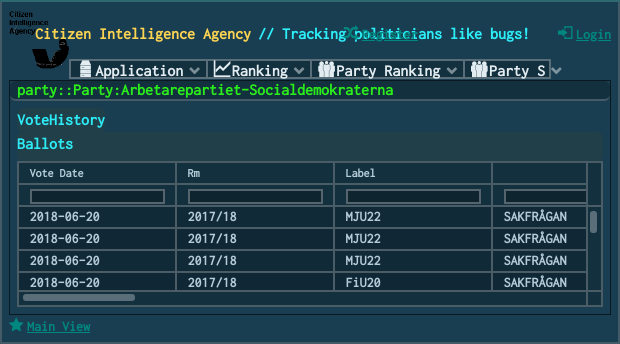 Citizen
Intelligence
Agency
Citizen Intelligence Agency // Tracking politicians like bugs!
Register
Login
Application Ranking Party Ranking Party S
party::Party:Arbetarepartiet-Socialdemokraterna
VoteHistory
Ballots
Vote Date Rm Label
2018-06-20 2017/18 MJU22 SAKFRÅGAN
2018-06-20 2017/18 MJU22 SAKFRÅGAN
2018-06-20 2017/18 MJU22 SAKFRÅGAN
2018-06-20 2017/18 FiU20 SAKFRÅGAN
Main View